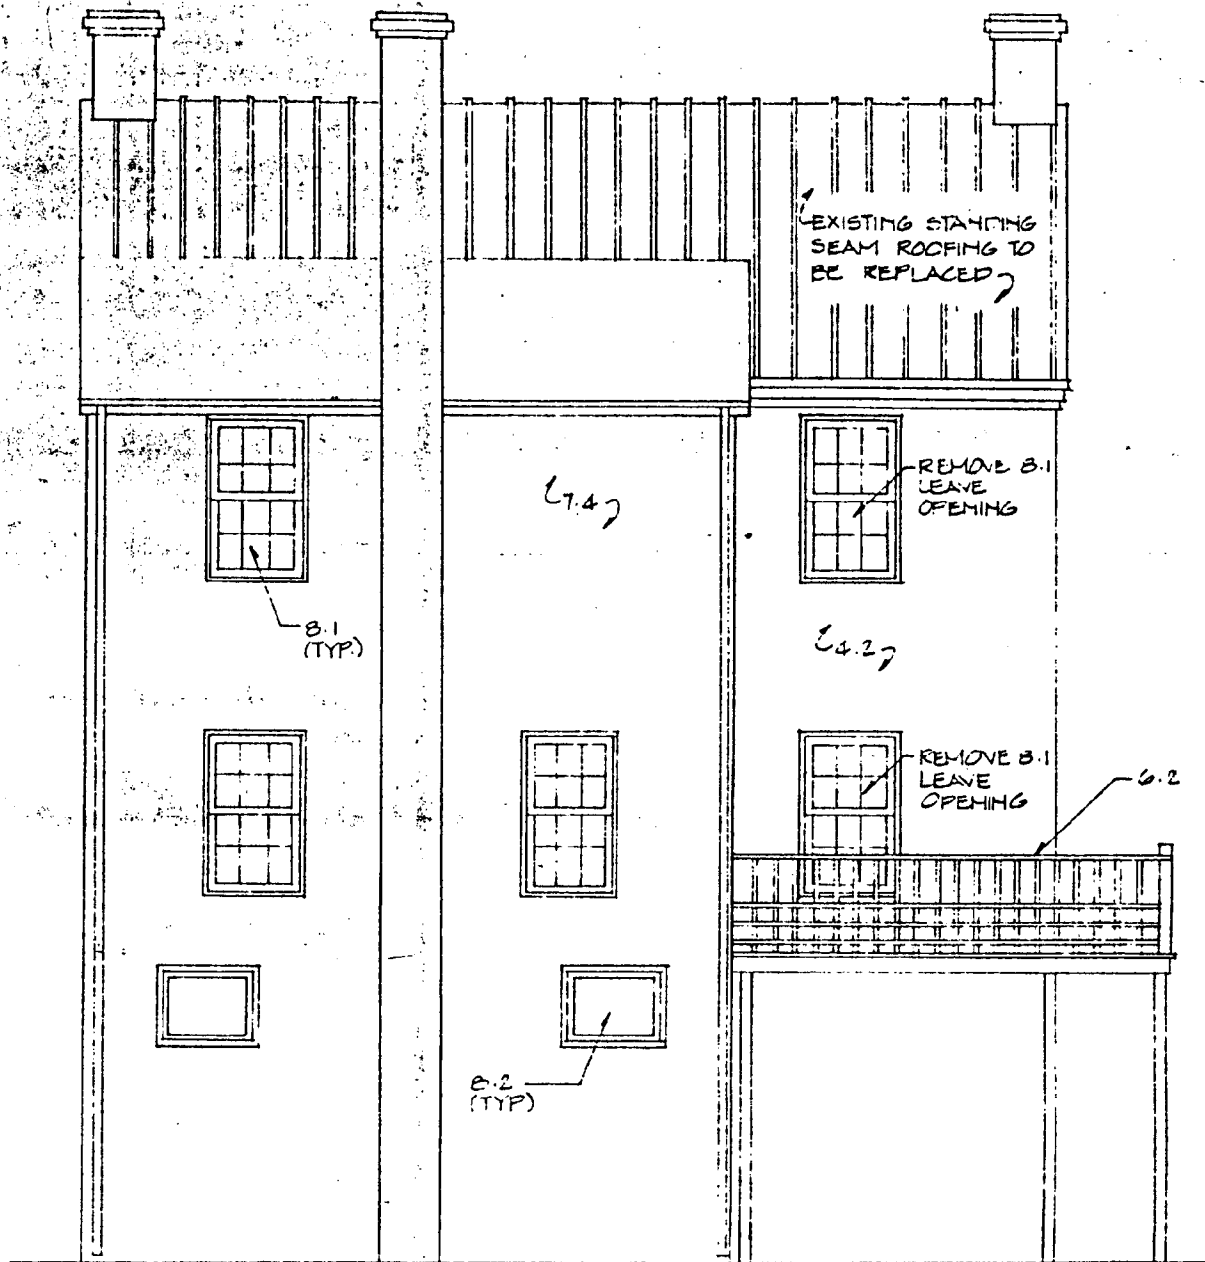 EXISTING STANDING
SEAM ROOFING TO
BE REPLACED
REMOVE 8.1
LEAVE
OPENING
7.4
8.1
(TYP.)
4.2
REMOVE 8.1
LEAVE
OPENING
6.2
8.2
(TYP)